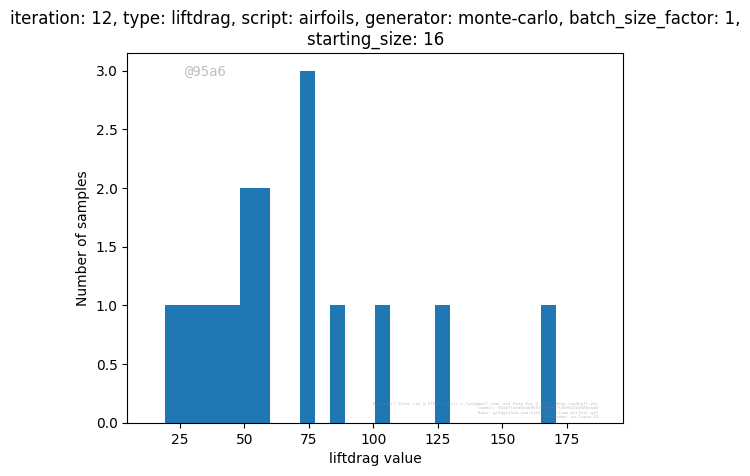 iteration: 12, type: liftdrag, script: airfoils, generator: monte-carlo, batch_size_factor: 1,
starting_size: 16
@95a6
3.0
2.5
2.0
1.5
1.0
0.5
0.0
Number of samples
25
50
75
100
125
150
175
liftdrag value